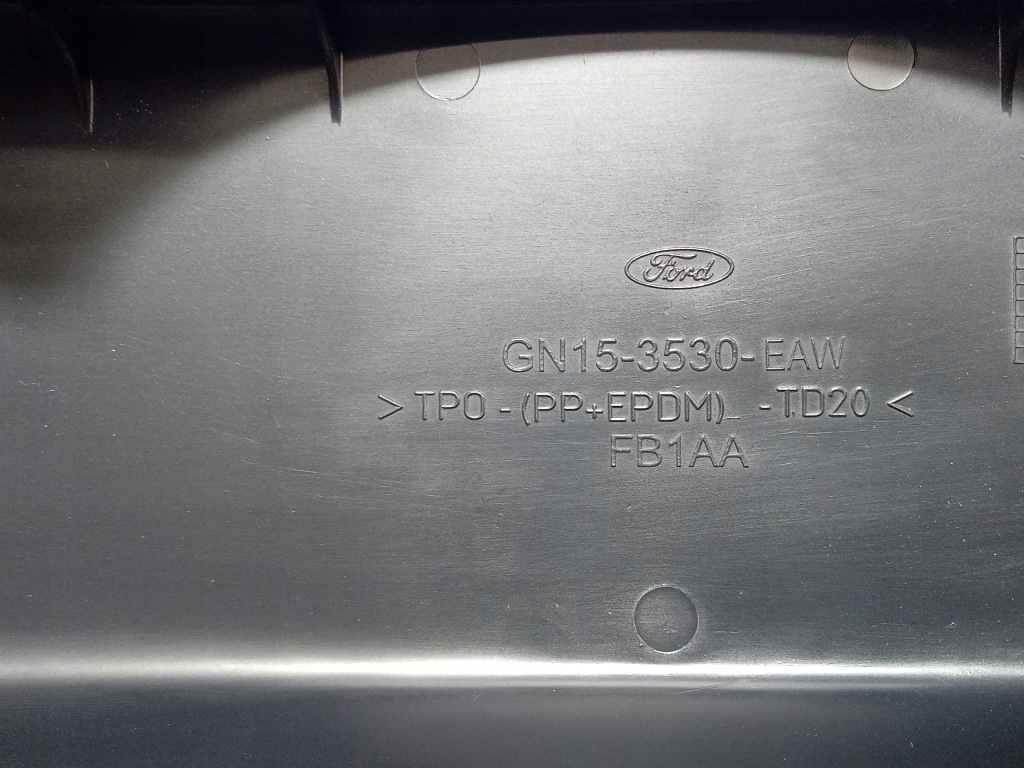 Ford
GN15-3530-EAW
>TPO-(PP+EPDM)-TD20<
FB1AA